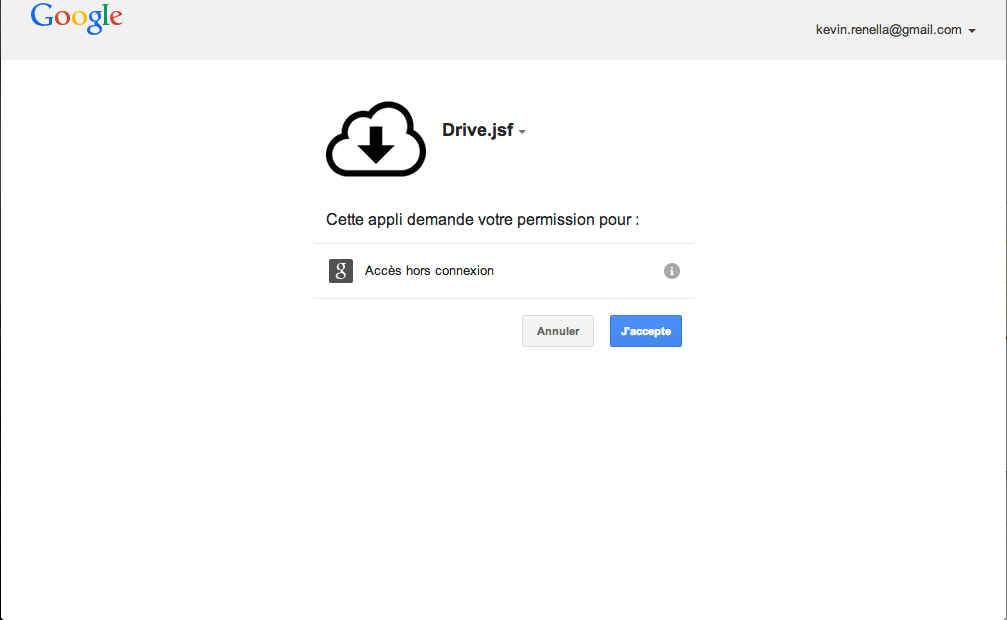 Google
kevin.renella@gmail.com
Drive.jsf
Cette appli demande votre permission pour :
g Accès hors connexion i
Annuler J'accepte